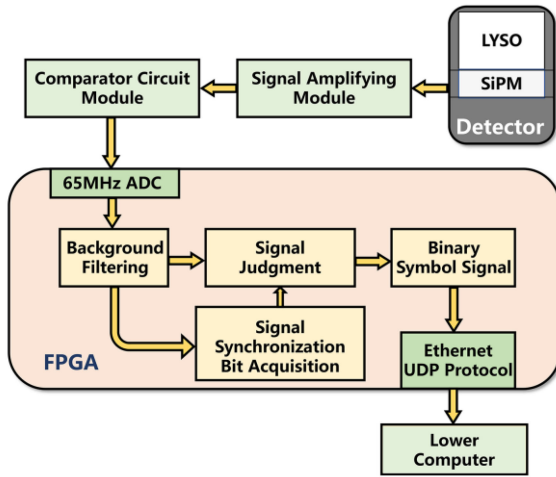 LYSO
SiPM
Detector
Signal Amplifying
Module
Comparator Circuit
Module
65MHz ADC
Background
Filtering
Signal
Judgment
Binary
Symbol Signal
Signal
Synchronization
Bit Acquisition
FPGA
Ethernet
UDP Protocol
Lower
Computer